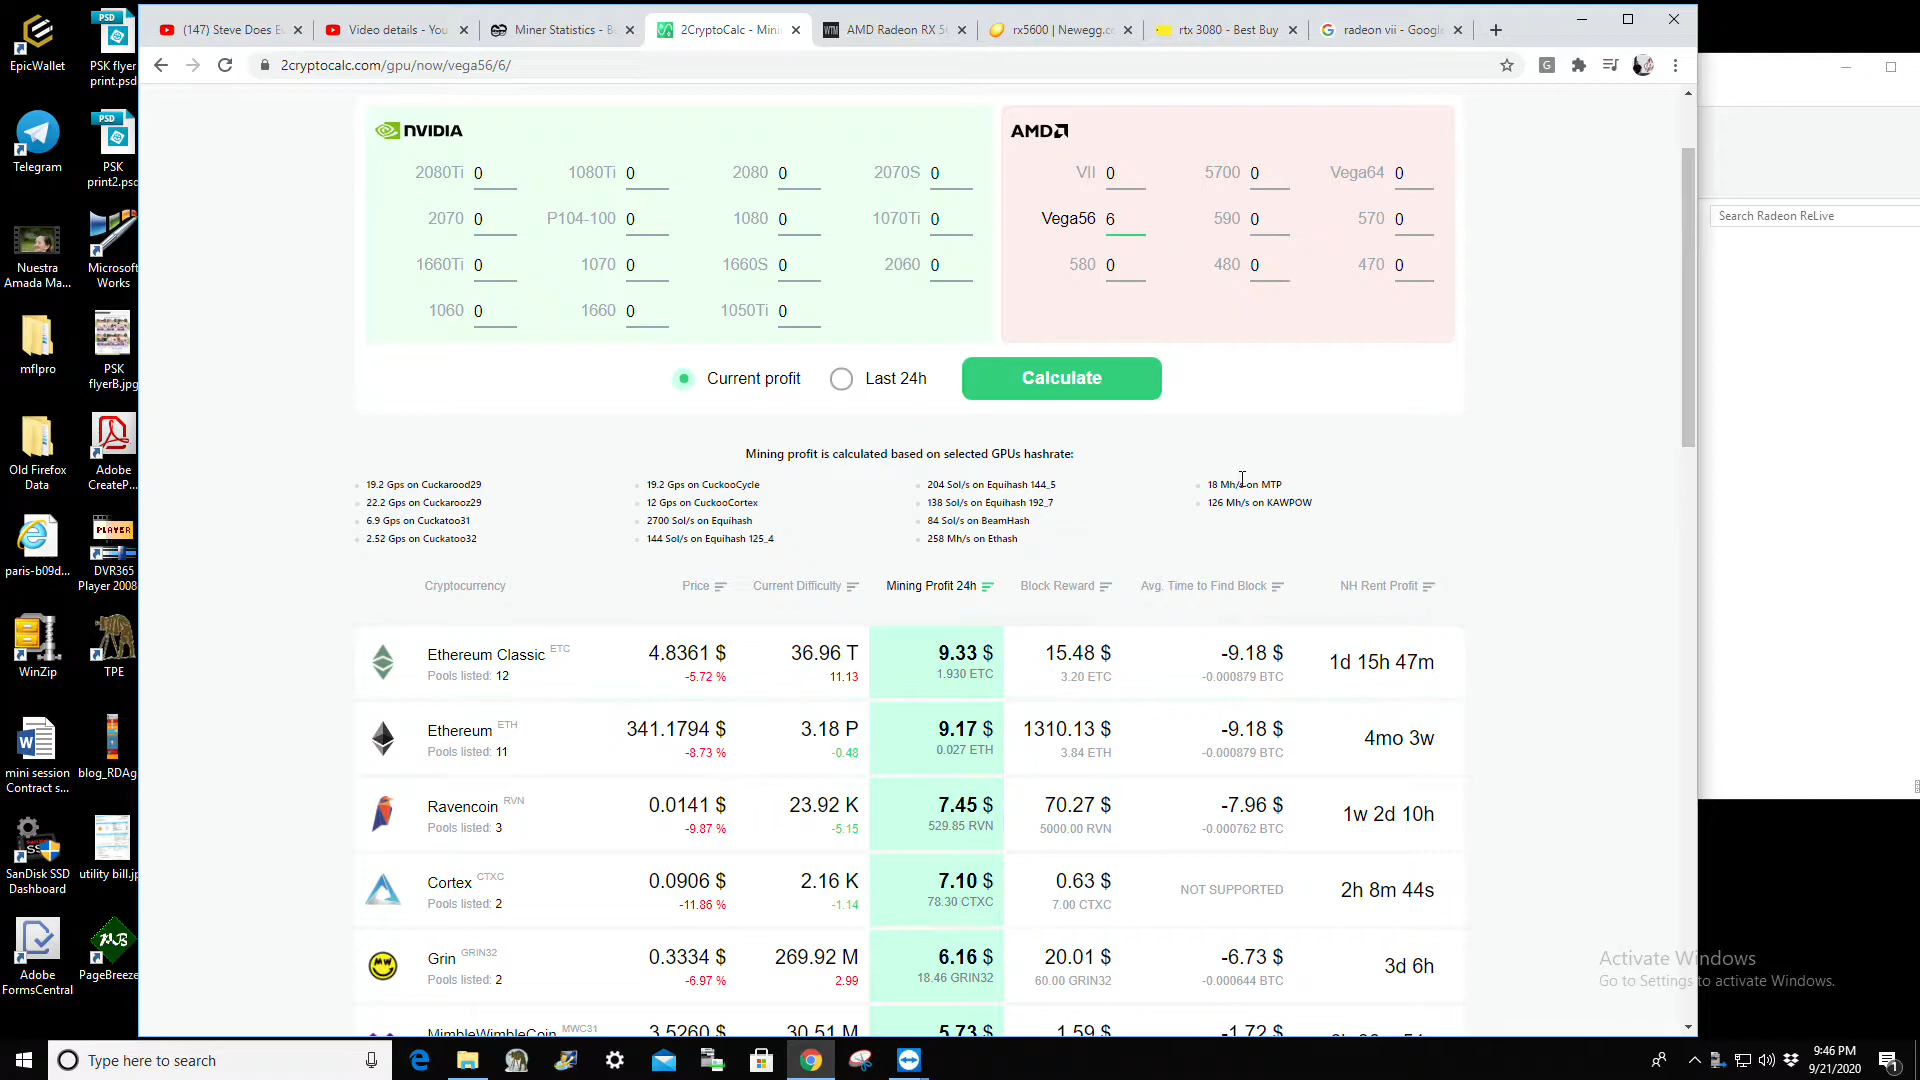 (147) Steve Does E
Video details - You
Miner Statistics - B
2CryptoCalc - Mini
AMD Radeon RX 5
rx5600 | Newegg.c
rtx 3080 - Best Buy
radeon vii - Google
2cryptocalc.com/gpu/now/vega56/6/
EpicWallet
PSK flyer print.psd
Telegram
PSK print2.psd
Nuestra Amada Ma...
Microsoft Works
mflpro
PSK flyerB.jpg
Old Firefox Data
Adobe CreateP...
paris-b09d...
PLAYER
DVR365 Player 2008
WinZip
TPE
mini session Contract s...
blog_RDAg
SanDisk SSD Dashboard
utility bill.jp
Adobe FormsCentral
PageBreeze
NVIDIA
2080Ti 0 1080Ti 0 2080 0 2070S 0
2070 0 P104-100 0 1080 0 1070Ti 0
1660Ti 0 1070 0 1660S 0 2060 0
1060 0 1660 0 1050Ti 0
AMD
VII 0 5700 0 Vega64 0
Vega56 6 590 0 570 0
580 0 480 0 470 0
Current profit Last 24h Calculate
Mining profit is calculated based on selected GPUs hashrate:
19.2 Gps on Cuckarood29
22.2 Gps on Cuckarooz29
6.9 Gps on Cuckatoo31
2.52 Gps on Cuckatoo32
19.2 Gps on CuckooCycle
12 Gps on CuckooCortex
2700 Sol/s on Equihash
144 Sol/s on Equihash 125_4
204 Sol/s on Equihash 144_5
138 Sol/s on Equihash 192_7
84 Sol/s on BeamHash
258 Mh/s on Ethash
18 Mh/s on MTP
126 Mh/s on KAWPOW
Cryptocurrency Price Current Difficulty Mining Profit 24h Block Reward Avg. Time to Find Block NH Rent Profit
Ethereum Classic ETC 4.8361 $ 36.96 T 9.33 $ 15.48 $ -9.18 $ 1d 15h 47m
Pools listed: 12 -5.72 % 11.13 1.930 ETC 3.20 ETC -0.000879 BTC
Ethereum ETH 341.1794 $ 3.18 P 9.17 $ 1310.13 $ -9.18 $ 4mo 3w
Pools listed: 11 -8.73 % -0.48 0.027 ETH 3.84 ETH -0.000879 BTC
Ravencoin RVN 0.0141 $ 23.92 K 7.45 $ 70.27 $ -7.96 $ 1w 2d 10h
Pools listed: 3 -9.87 % -5.15 529.85 RVN 5000.00 RVN -0.000762 BTC
Cortex CTXC 0.0906 $ 2.16 K 7.10 $ 0.63 $ NOT SUPPORTED 2h 8m 44s
Pools listed: 2 -11.86 % -1.14 78.30 CTXC 7.00 CTXC
Grin GRIN32 0.3334 $ 269.92 M 6.16 $ 20.01 $ -6.73 $ 3d 6h
Pools listed: 2 -6.97 % 2.99 18.46 GRIN32 60.00 GRIN32 -0.000644 BTC
MimbleWimbleCoin MWC31 3.5260 $ 30.51 M 5.73 $ 1.59 $ -1.72 $
Search Radeon ReLive
Activate Windows
Go to Settings to activate Windows.
Type here to search
9:46 PM
9/21/2020